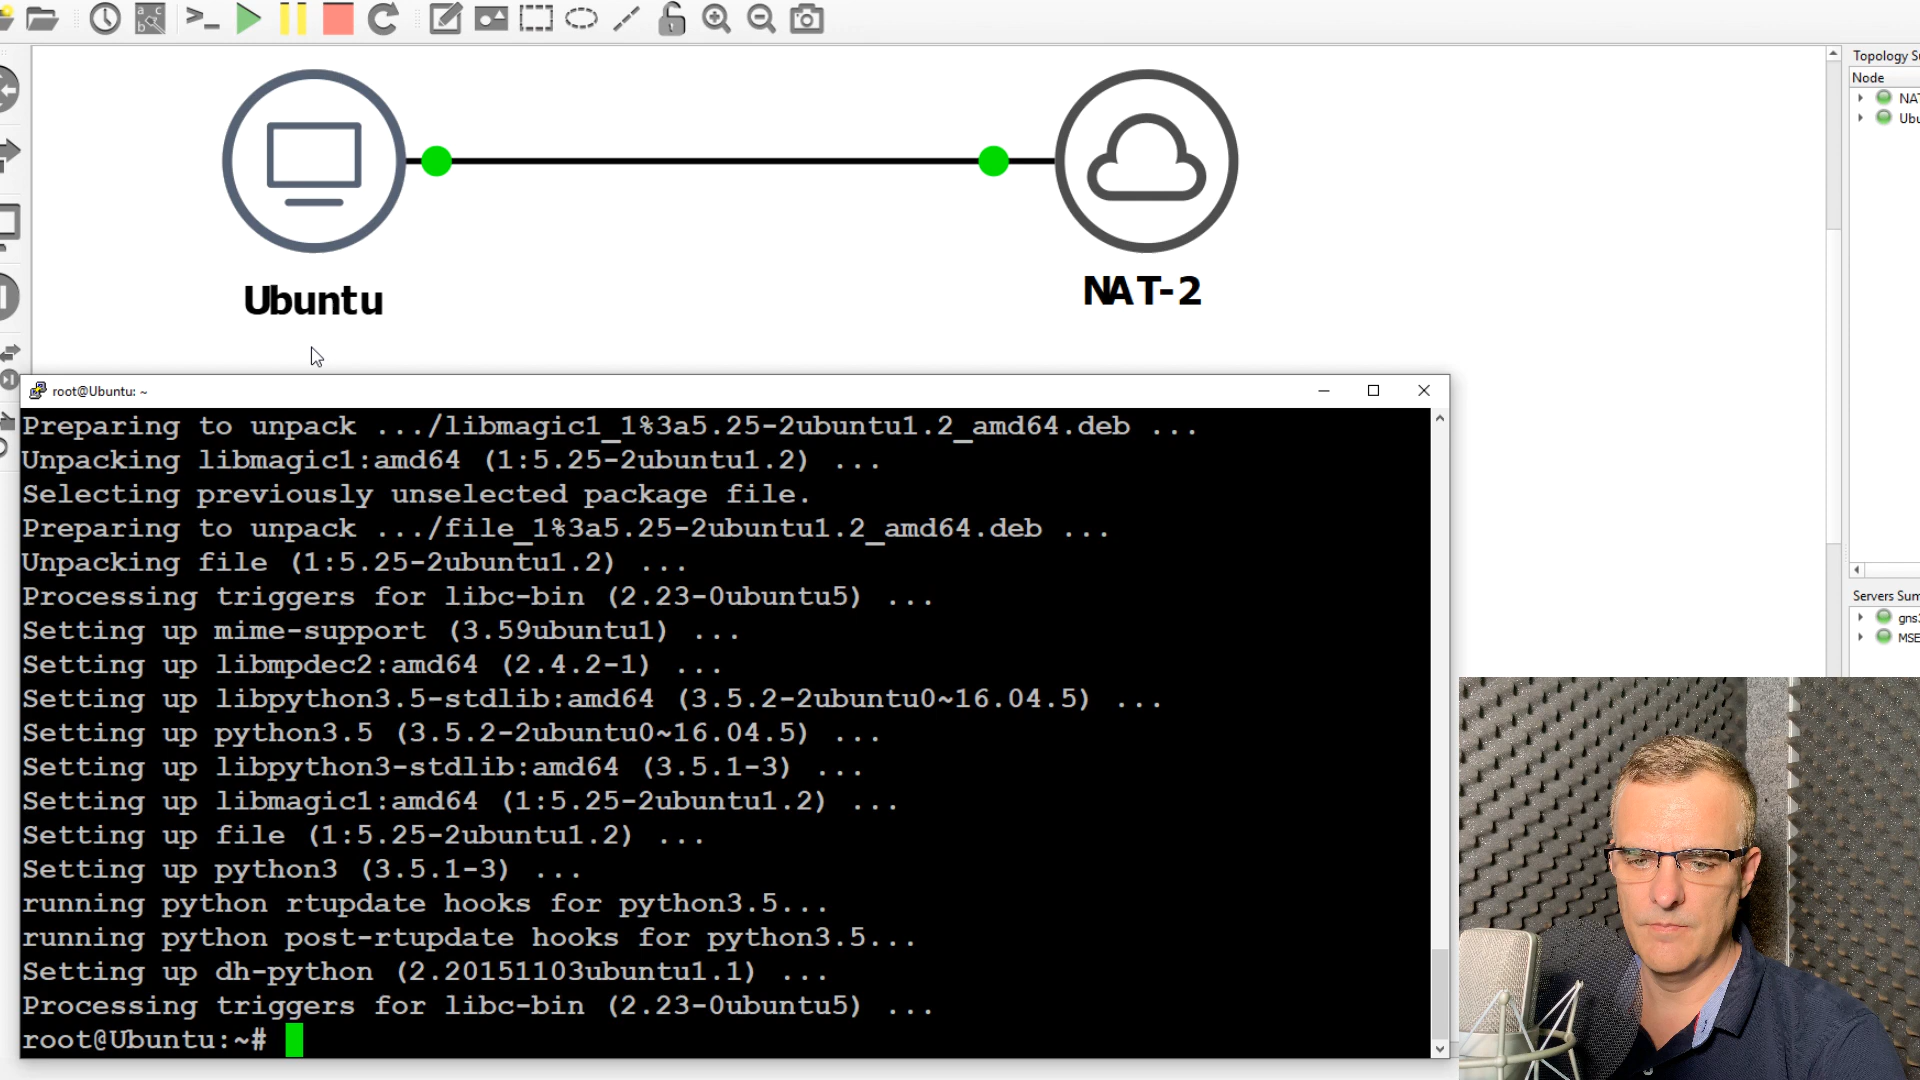 Topology Su
Node
NAT
Ubu
Ubuntu
NAT-2
root@Ubuntu: ~
Preparing to unpack .../libmagic1_1%3a5.25-2ubuntu1.2_amd64.deb ...
Unpacking libmagic1:amd64 (1:5.25-2ubuntu1.2) ...
Selecting previously unselected package file.
Preparing to unpack .../file_1%3a5.25-2ubuntu1.2_amd64.deb ...
Unpacking file (1:5.25-2ubuntu1.2) ...
Processing triggers for libc-bin (2.23-0ubuntu5) ...
Setting up mime-support (3.59ubuntu1) ...
Setting up libmpdec2:amd64 (2.4.2-1) ...
Setting up libpython3.5-stdlib:amd64 (3.5.2-2ubuntu0~16.04.5) ...
Setting up python3.5 (3.5.2-2ubuntu0~16.04.5) ...
Setting up libpython3-stdlib:amd64 (3.5.1-3) ...
Setting up libmagic1:amd64 (1:5.25-2ubuntu1.2) ...
Setting up file (1:5.25-2ubuntu1.2) ...
Setting up python3 (3.5.1-3) ...
running python rtupdate hooks for python3.5...
running python post-rtupdate hooks for python3.5...
Setting up dh-python (2.20151103ubuntu1.1) ...
Processing triggers for libc-bin (2.23-0ubuntu5) ...
root@Ubuntu:~#
Servers Sum
gns3
MSE